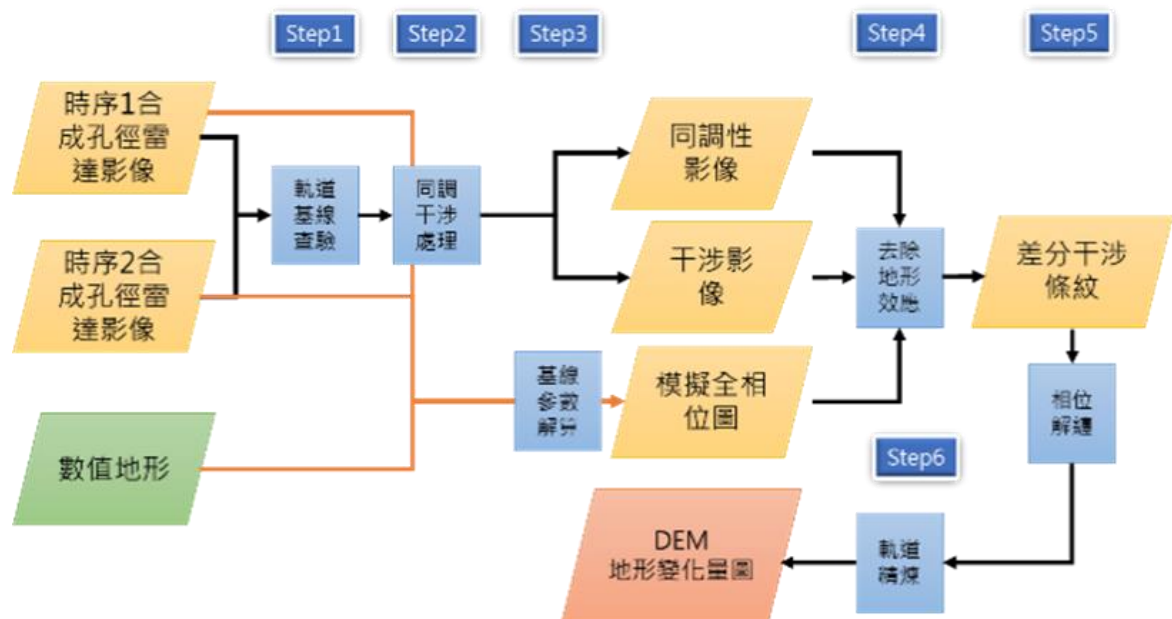 Step1
Step2
Step3
Step4
Step5
時序1合
成孔徑雷
達影像
軌道
基線
查驗
同調
干涉
處理
同調性
影像
時序2合
成孔徑雷
達影像
干涉影
像
去除
地形
效應
差分干涉
條紋
數值地形
基線
參數
解算
模擬全相
位圖
相位
解纏
Step6
DEM
地形變化量圖
軌道
精煉